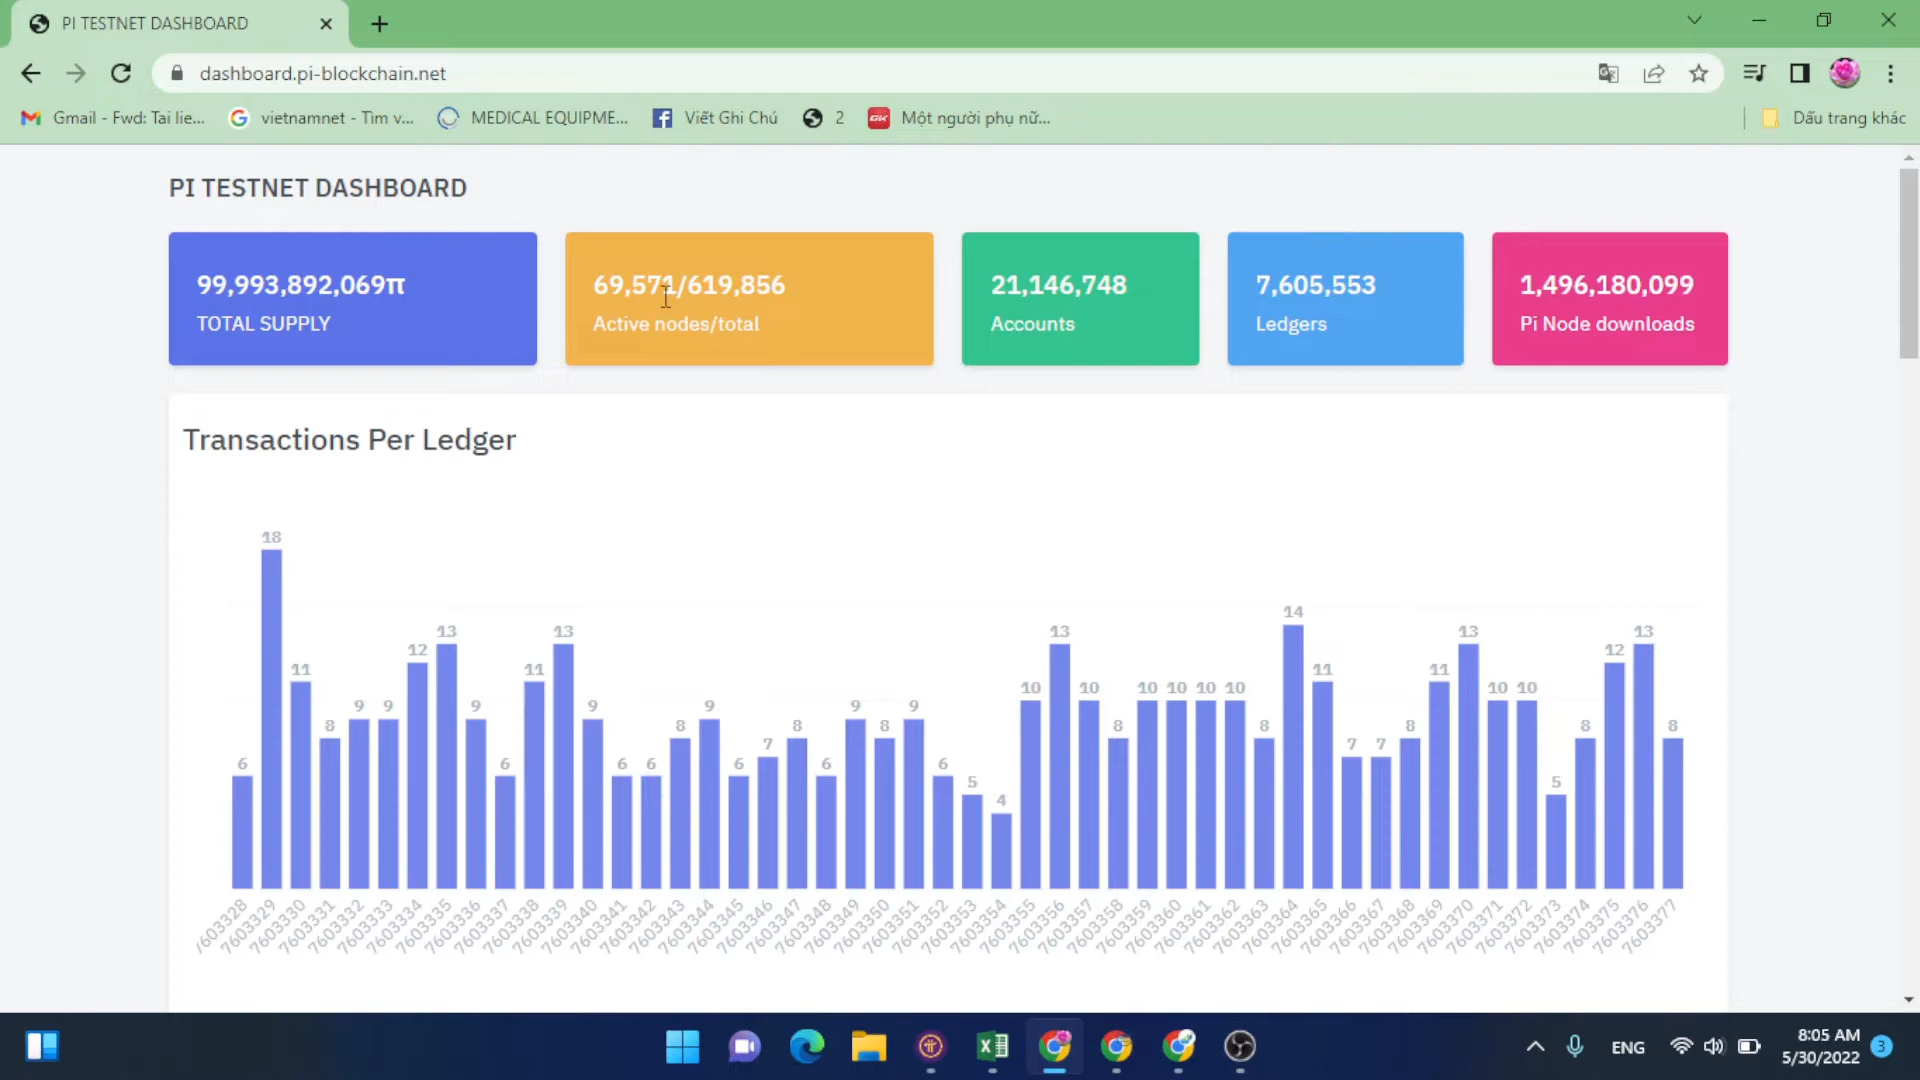 PI TESTNET DASHBOARD
dashboard.pi-blockchain.net
Gmail - Fwd: Tai lie...
vietnamnet - Tìm v...
MEDICAL EQUIPME...
Viết Ghi Chú
2
GK
Một người phụ nữ...
Dấu trang khác
PI TESTNET DASHBOARD
99,993,892,069π
TOTAL SUPPLY
69,571/619,856
Active nodes/total
21,146,748
Accounts
7,605,553
Ledgers
1,496,180,099
Pi Node downloads
Transactions Per Ledger
6 18 11 8 9 9 12 13 9 6 11 13 9 6 6 8 9 6 7 8 6 9 8 9 6 5 4 10 13 10 8 10 10 10 10 8 14 11 7 7 8 11 13 10 10 5 8 12 13 8
7603328 7603329 7603330 7603331 7603332 7603333 7603334 7603335 7603336 7603337 7603338 7603339 7603340 7603341 7603342 7603343 7603344 7603345 7603346 7603347 7603348 7603349 7603350 7603351 7603352 7603353 7603354 7603355 7603356 7603357 7603358 7603359 7603360 7603361 7603362 7603363 7603364 7603365 7603366 7603367 7603368 7603369 7603370 7603371 7603372 7603373 7603374 7603375 7603376 7603377
ENG
8:05 AM
5/30/2022
3